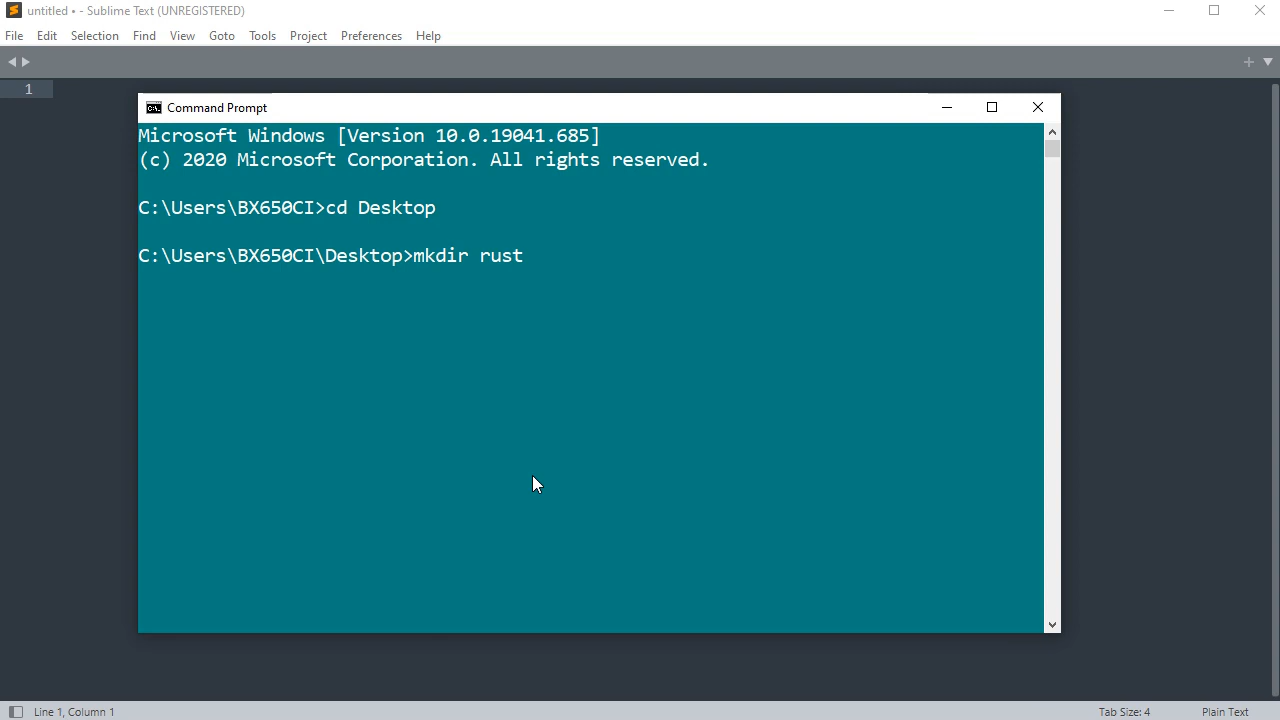 untitled • - Sublime Text (UNREGISTERED)
File Edit Selection Find View Goto Tools Project Preferences Help
1
Command Prompt
Microsoft Windows [Version 10.0.19041.685]
(c) 2020 Microsoft Corporation. All rights reserved.
C:\Users\BX650CI>cd Desktop
C:\Users\BX650CI\Desktop>mkdir rust
Line 1, Column 1 Tab Size: 4 Plain Text